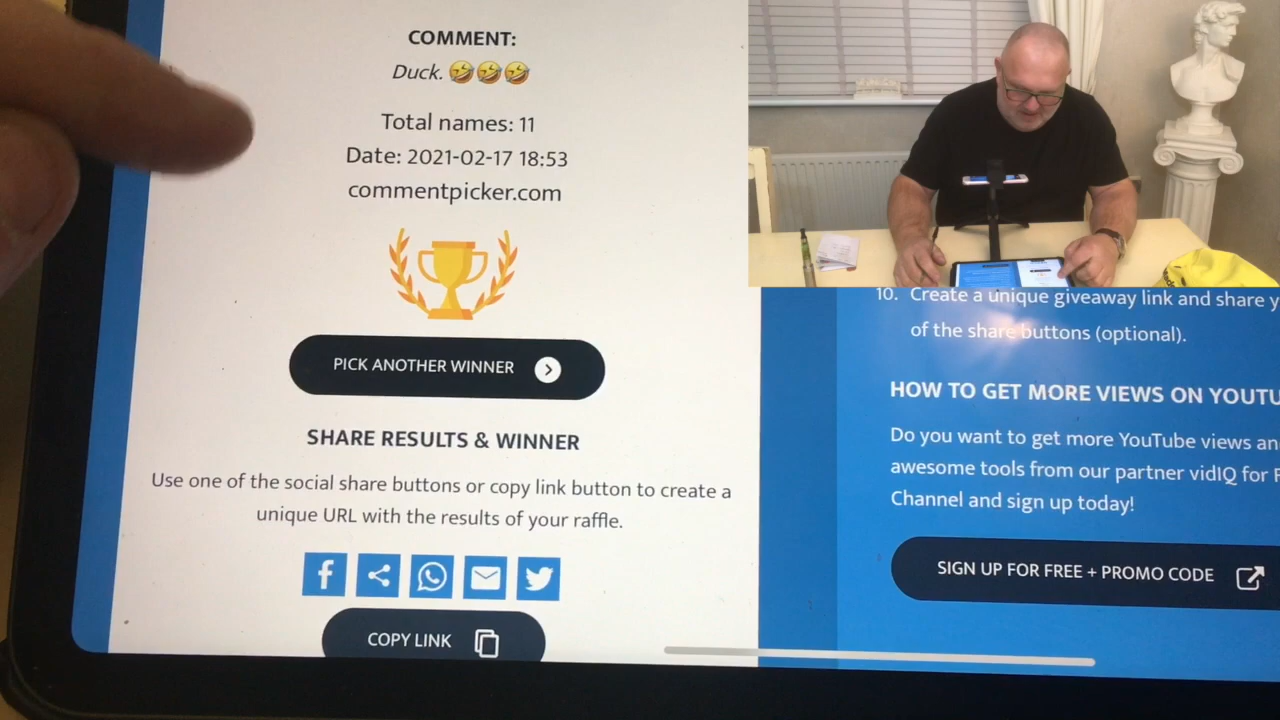 COMMENT:
Duck. 🤣🤣🤣
Total names: 11
Date: 2021-02-17 18:53
commentpicker.com
PICK ANOTHER WINNER
SHARE RESULTS & WINNER
Use one of the social share buttons or copy link button to create a
unique URL with the results of your raffle.
COPY LINK
10. Create a unique giveaway link and share
of the share buttons (optional).
HOW TO GET MORE VIEWS ON
Do you want to get more YouTube views
awesome tools from our partner vidIQ for
Channel and sign up today!
SIGN UP FOR FREE + PROMO CODE